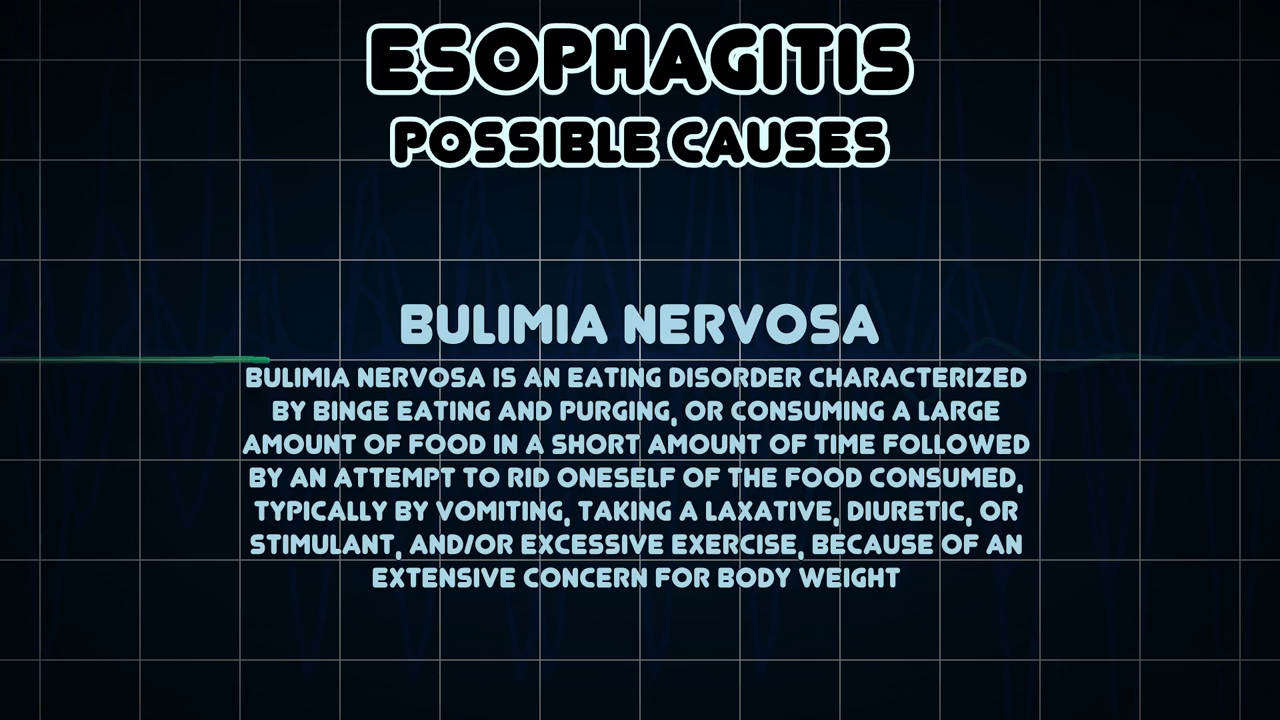 ESOPHAGITIS
POSSIBLE CAUSES
BULIMIA NERVOSA
BULIMIA NERVOSA IS AN EATING DISORDER CHARACTERIZED
BY BINGE EATING AND PURGING, OR CONSUMING A LARGE
AMOUNT OF FOOD IN A SHORT AMOUNT OF TIME FOLLOWED
BY AN ATTEMPT TO RID ONESELF OF THE FOOD CONSUMED,
TYPICALLY BY VOMITING, TAKING A LAXATIVE, DIURETIC, OR
STIMULANT, AND/OR EXCESSIVE EXERCISE, BECAUSE OF AN
EXTENSIVE CONCERN FOR BODY WEIGHT